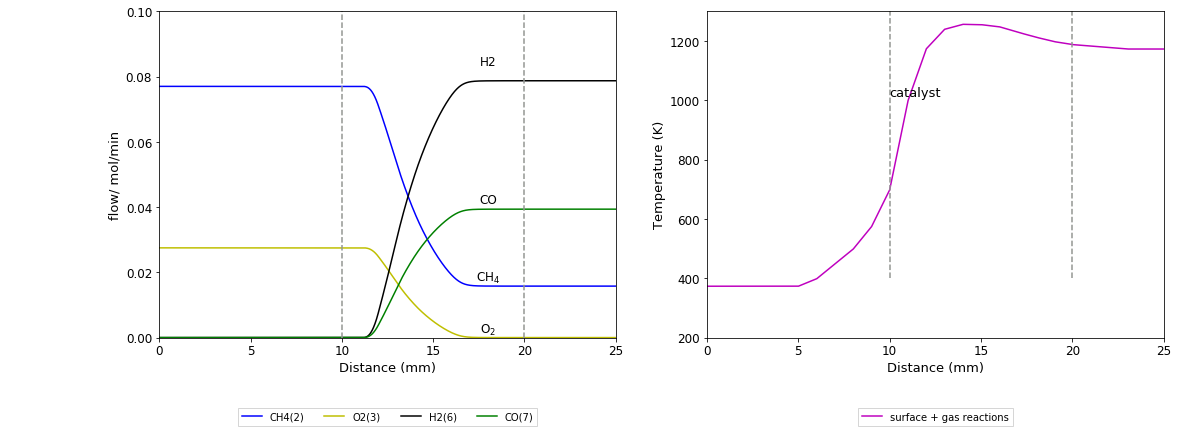 flow/ mol/min
0.10
0.08
0.06
0.04
0.02
0.00
H2
CO
CH4
O2
0 5 10 15 20 25
Distance (mm)
CH4(2) O2(3) H2(6) CO(7)
Temperature (K)
1200
1000
800
600
400
200
catalyst
0 5 10 15 20 25
Distance (mm)
surface + gas reactions